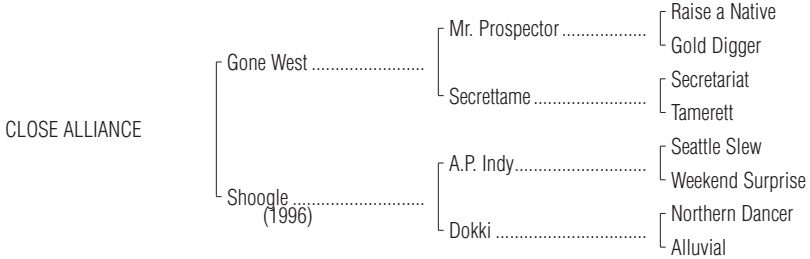 Raise a Native
Mr. Prospector ..................
Gold Digger
Gone West .......................
Secretariat
Secrettame ........................
Tamerett
CLOSE ALLIANCE
Seattle Slew
A.P. Indy............................
Weekend Surprise
Shoogle ...........................
(1996)
Northern Dancer
Dokki ................................
Alluvial